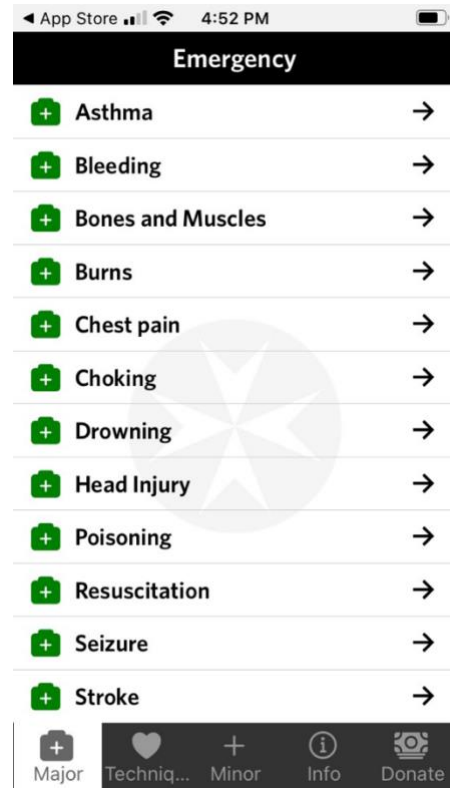 App Store 4:52 PM
Emergency
Asthma
Bleeding
Bones and Muscles
Burns
Chest pain
Choking
Drowning
Head Injury
Poisoning
Resuscitation
Seizure
Stroke
Major Techniq... Minor Info Donate